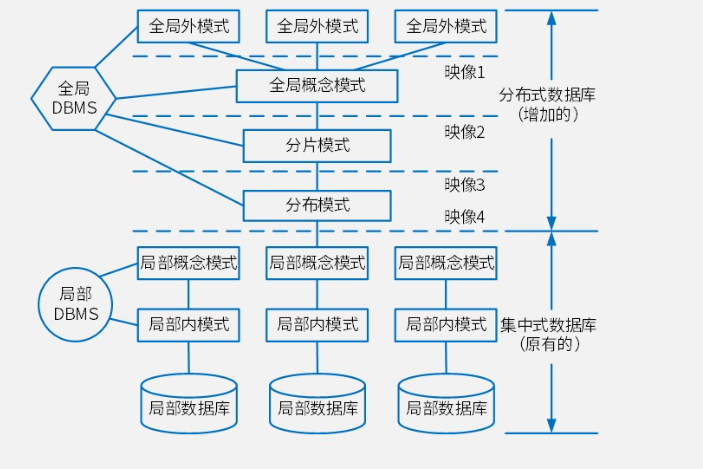 全局外模式
全局外模式
全局外模式
映像1
全局
DBMS
全局概念模式
分布式数据库
(增加的)
映像2
分片模式
映像3
分布模式
映像4
局部概念模式
局部概念模式
局部概念模式
局部
DBMS
局部内模式
局部内模式
局部内模式
集中式数据库
(原有的)
局部数据库
局部数据库
局部数据库